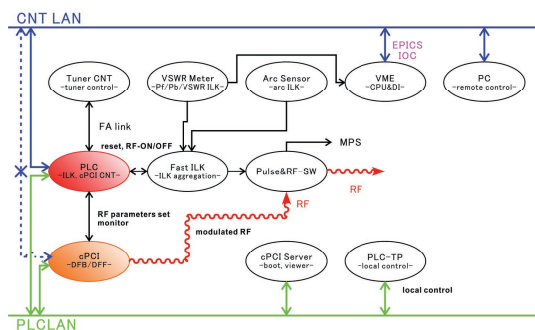 CNT LAN
EPICS
IOC
Tuner CNT
-tuner control-
VSWR Meter
-Pf/Pb/VSWR ILK-
Arc Sensor
-arc ILK-
VME
-CPU&DI-
PC
-remote control-
FA link
reset, RF-ON/OFF
MPS
PLC
-ILK, cPCI CNT-
Fast ILK
-ILK aggregation-
Pulse&RF-SW
RF
RF
RF parameters set
monitor
modulated RF
cPCI
-DFB/DFF-
cPCI Server
-boot, viewer-
PLC-TP
-local control-
local control
PLCLAN